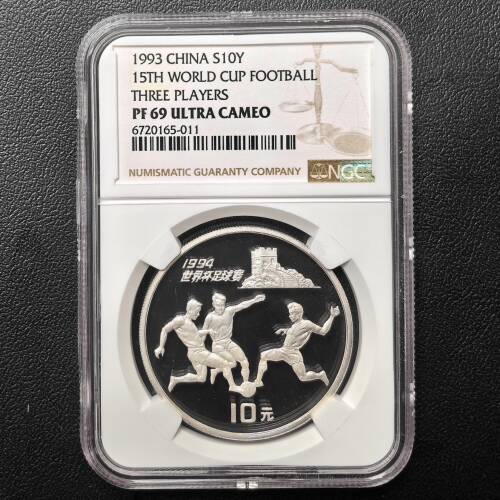 1993 CHINA S10Y
15TH WORLD CUP FOOTBALL
THREE PLAYERS
PF 69 ULTRA CAMEO
6720165-011
NUMISMATIC GUARANTY COMPANY
NGC
1994
世界杯足球赛
10元